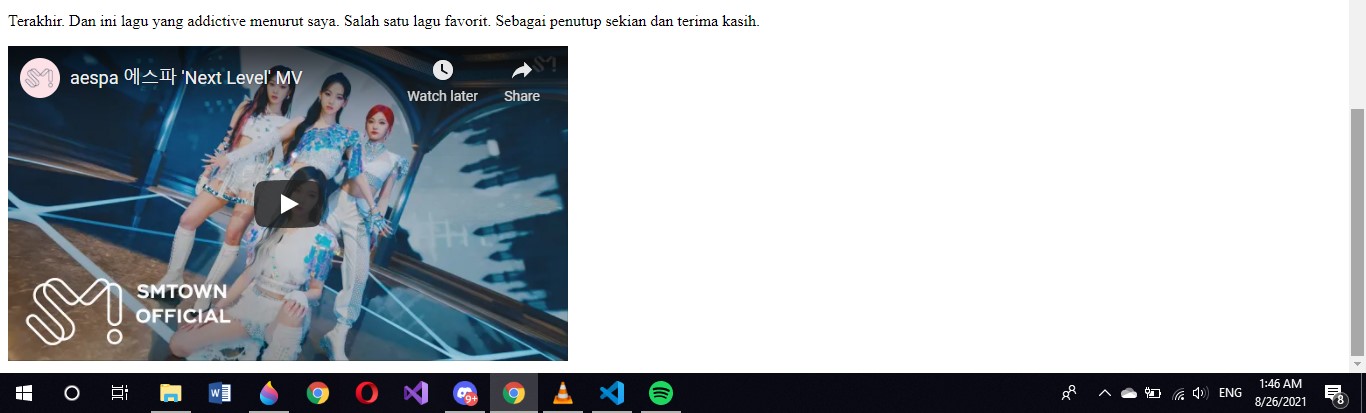 Terakhir. Dan ini lagu yang addictive menurut saya. Salah satu lagu favorit. Sebagai penutup sekian dan terima kasih.
aespa 에스파 'Next Level' MV
Watch later
Share
SMTOWN
OFFICIAL
9+
ENG
1:46 AM
8/26/2021
8